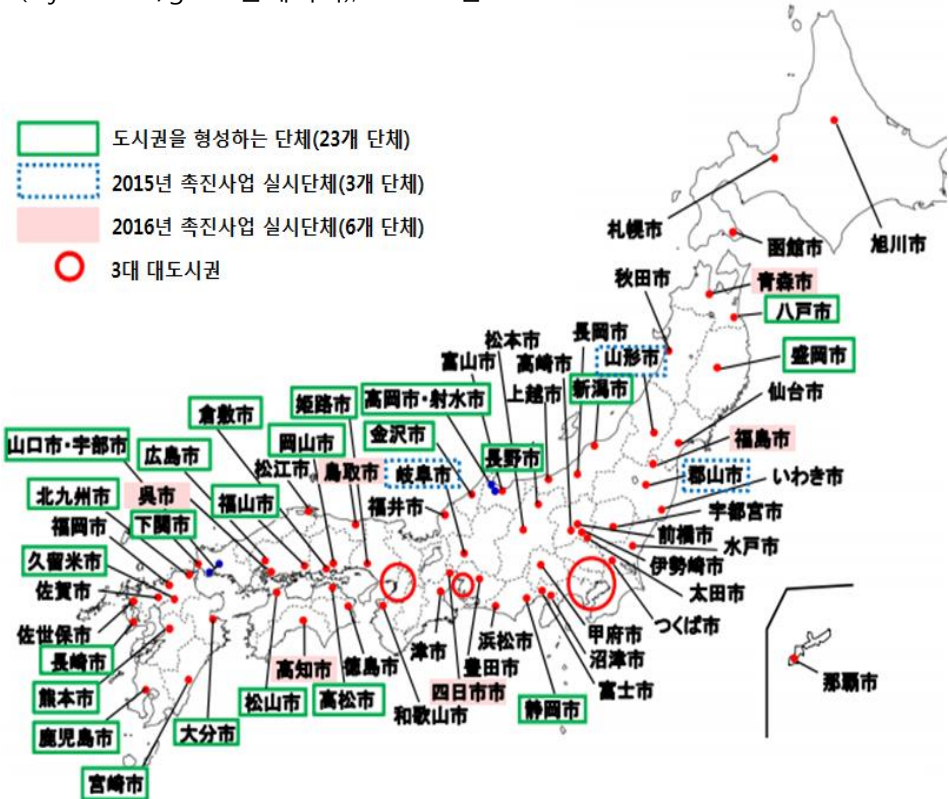 도시권을 형성하는 단체(23개 단체)
2015년 촉진사업 실시단체(3개 단체)
2016년 촉진사업 실시단체(6개 단체)
3대 대도시권
札幌市
函館市
旭川市
秋田市
青森市
八戸市
盛岡市
仙台市
福島市
郡山市
いわき市
宇都宮市
前橋市
水戸市
伊勢崎市
太田市
つくば市
長岡市
松本市
山形市
富山市
高崎市
上越市
新潟市
姫路市
高岡市・射水市
倉敷市
金沢市
岡山市
長野市
山口市・宇部市
広島市
松江市
鳥取市
岐阜市
北九州市
呉市
福山市
福井市
福岡市
下関市
久留米市
佐賀市
佐世保市
長崎市
熊本市
鹿児島市
宮崎市
大分市
松山市
高知市
高松市
徳島市
和歌山市
津市
四日市市
豊田市
浜松市
静岡市
甲府市
沼津市
富士市
那覇市